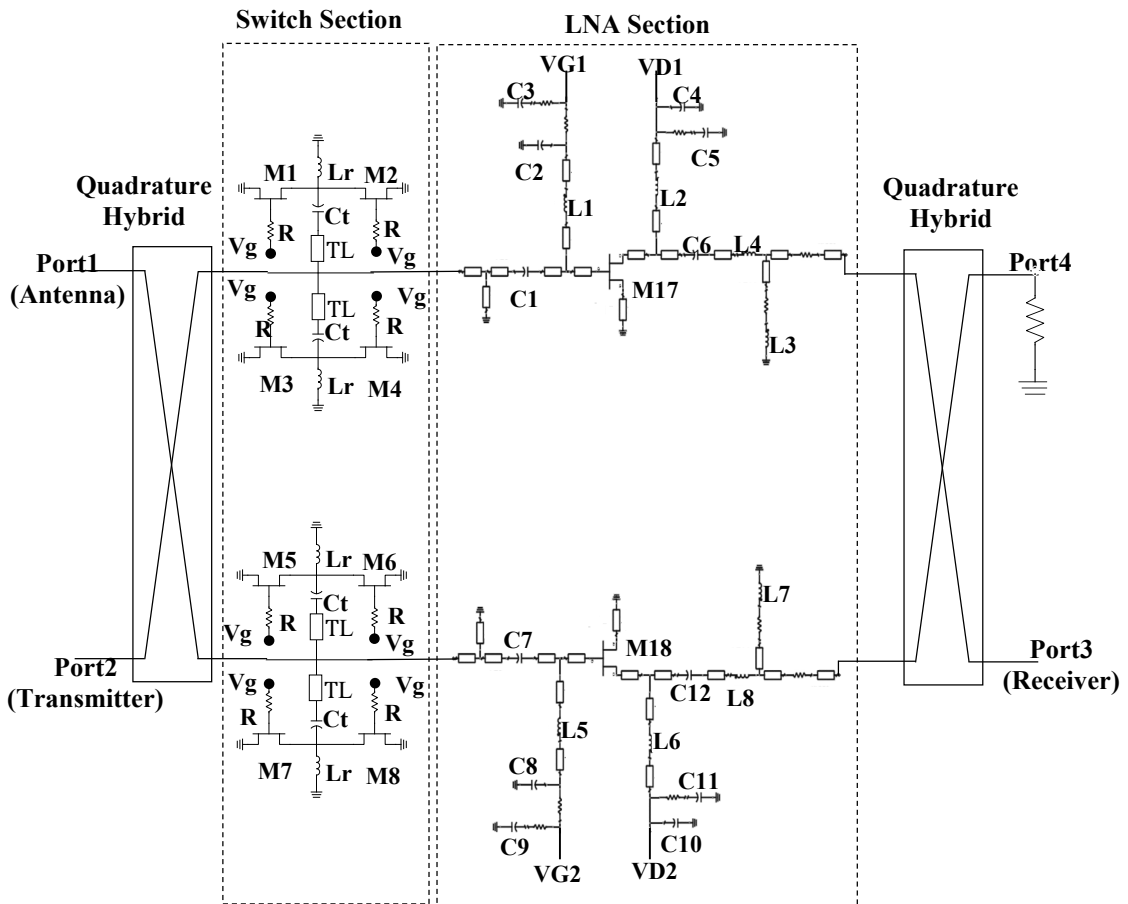 Switch Section
LNA Section
VG1
VD1
C3
C4
C2
C5
Lr
M1
M2
Quadrature
Hybrid
Quadrature
Hybrid
L1
L2
R
Ct
R
Vg
TL
Vg
C6
L4
Port1
(Antenna)
Port4
Vg
Vg
C1
M17
TL
R
Ct
R
L3
M3
Lr
M4
M5
Lr
M6
L7
Ct
R
R
Vg
TL
Vg
C7
M18
Port2
(Transmitter)
Port3
(Receiver)
Vg
Vg
C12
L8
TL
R
Ct
R
L5
L6
M7
Lr
M8
C8
C11
C9
C10
VG2
VD2